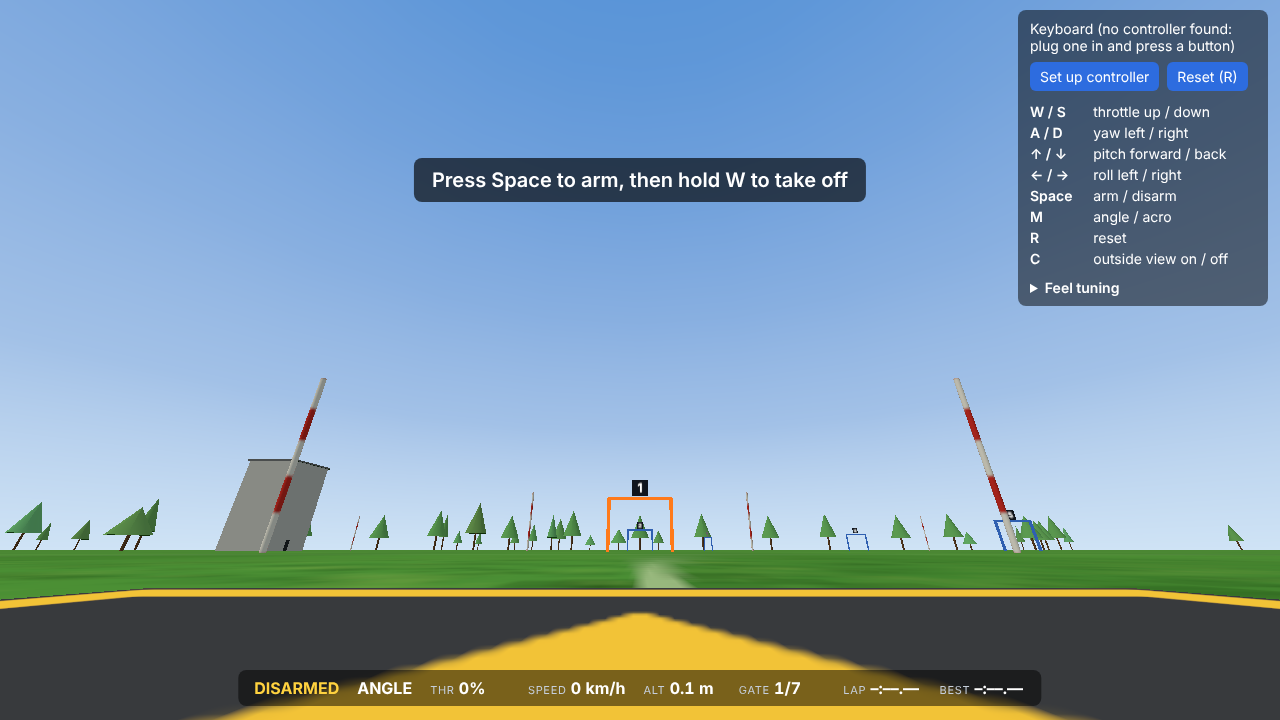 Keyboard (no controller found:
plug one in and press a button)
Set up controller Reset (R)
W / S throttle up / down
A / D yaw left / right
↑ / ↓ pitch forward / back
← / → roll left / right
Space arm / disarm
M angle / acro
R reset
C outside view on / off
▶ Feel tuning
Press Space to arm, then hold W to take off
1
DISARMED ANGLE THR 0% SPEED 0 km/h ALT 0.1 m GATE 1/7 LAP –:––.–– BEST –:––.––